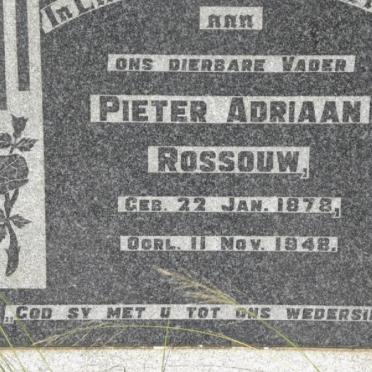 In
aan
ons dierbare Vader
Pieter Adriaan
Rossouw,
Geb. 22 Jan. 1878,
Oorl. 11 Nov. 1948.
„God sy met u tot ons